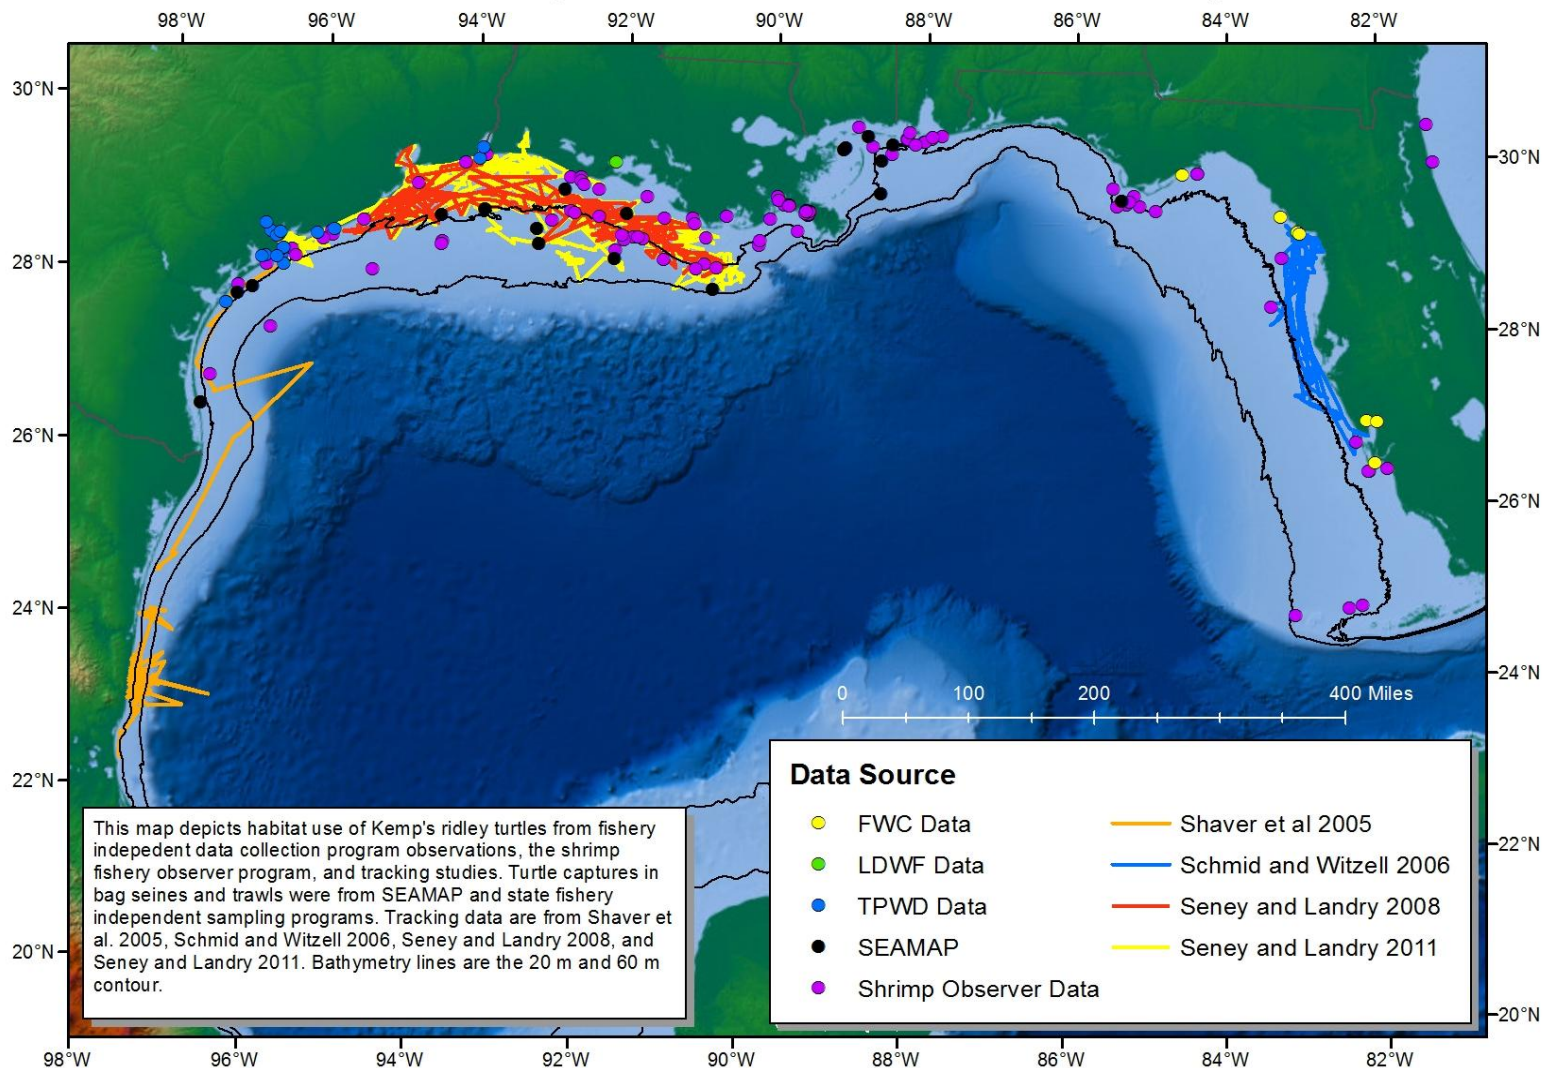 98°W 96°W 94°W 92°W 90°W 88°W 86°W 84°W 82°W
30°N
30°N
28°N
28°N
26°N
26°N
24°N
24°N
0 100 200 400 Miles
22°N
22°N
20°N
20°N
This map depicts habitat use of Kemp's ridley turtles from fishery
indepedent data collection program observations, the shrimp
fishery observer program, and tracking studies. Turtle captures in
bag seines and trawls were from SEAMAP and state fishery
independent sampling programs. Tracking data are from Shaver et
al. 2005, Schmid and Witzell 2006, Seney and Landry 2008, and
Seney and Landry 2011. Bathymetry lines are the 20 m and 60 m
contour.
Data Source
FWC Data
LDWF Data
TPWD Data
SEAMAP
Shrimp Observer Data
Shaver et al 2005
Schmid and Witzell 2006
Seney and Landry 2008
Seney and Landry 2011
98°W 96°W 94°W 92°W 90°W 88°W 86°W 84°W 82°W